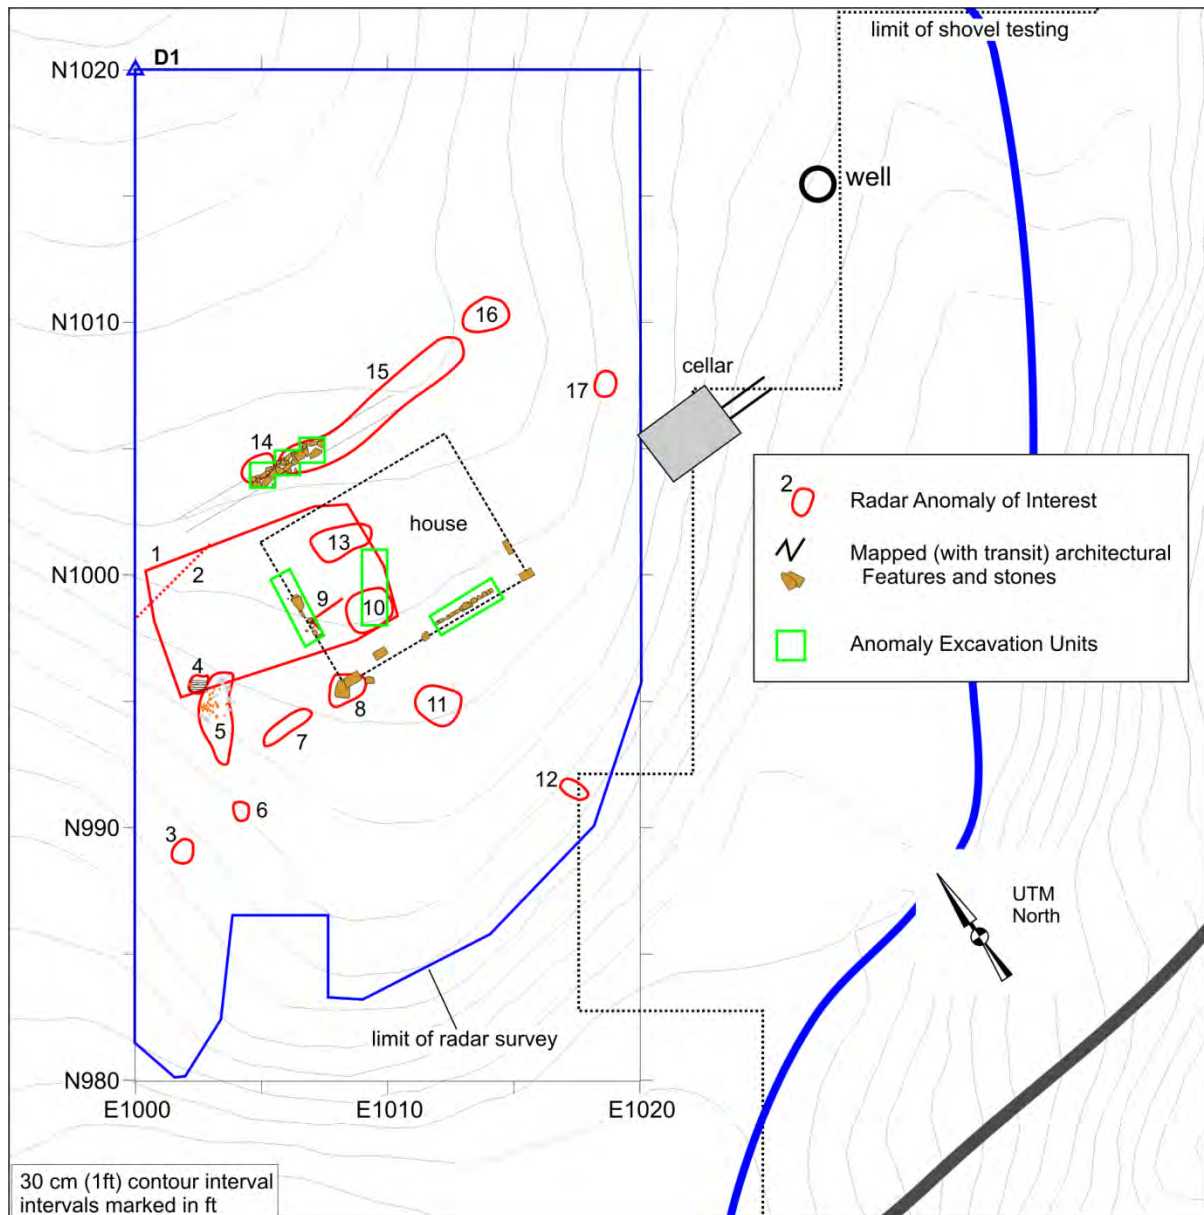 limit of shovel testing
D1
N1020
well
N1010
16
15
17
cellar
14
house
13
1
2
N1000
9
10
4
8
11
5
7
12
6
3
N990
2
Radar Anomaly of Interest
Mapped (with transit) architectural
Features and stones
Anomaly Excavation Units
UTM
North
limit of radar survey
N980
E1000
E1010
E1020
30 cm (1ft) contour interval
intervals marked in ft